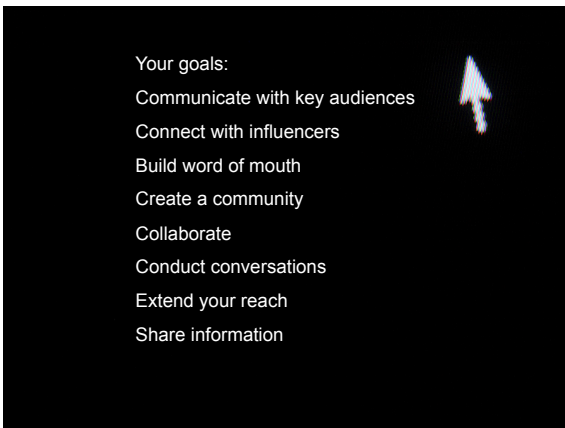 Your goals:
Communicate with key audiences
Connect with influencers
Build word of mouth
Create a community
Collaborate
Conduct conversations
Extend your reach
Share information